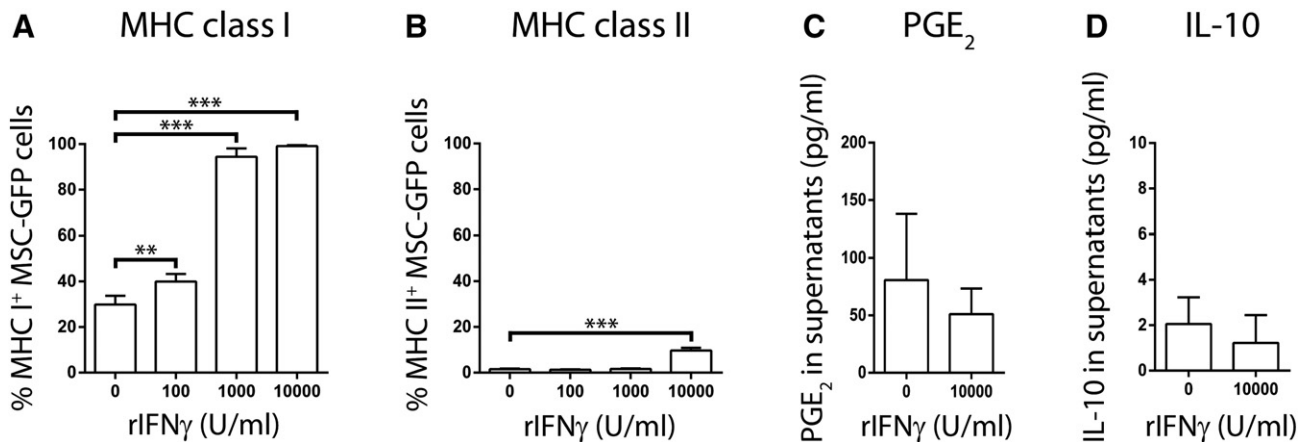 A MHC class I
% MHC I⁺ MSC-GFP cells
100
80
60
40
20
0
***
***
**
0 100 1000 10000
rIFNγ (U/ml)
B MHC class II
% MHC II⁺ MSC-GFP cells
100
80
60
40
20
0
***
0 100 1000 10000
rIFNγ (U/ml)
C PGE₂
PGE₂ in supernatants (pg/ml)
200
150
100
50
0
0 10000
rIFNγ (U/ml)
D IL-10
IL-10 in supernatants (pg/ml)
10
8
6
4
2
0
0 10000
rIFNγ (U/ml)